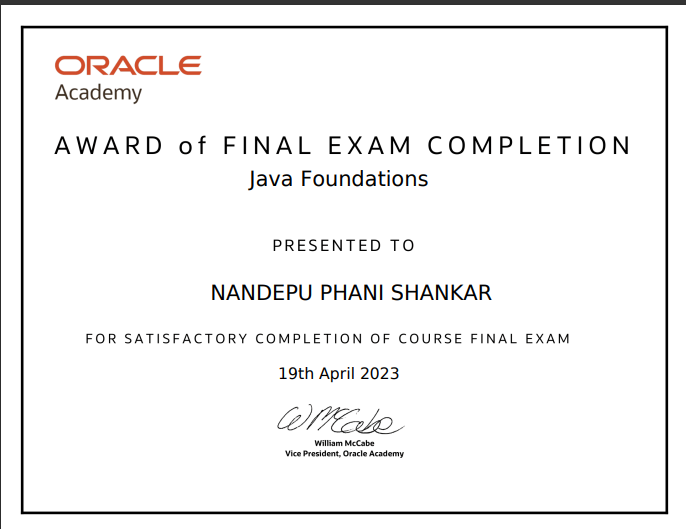 ORACLE
Academy
AWARD of FINAL EXAM COMPLETION
Java Foundations
PRESENTED TO
NANDEPU PHANI SHANKAR
FOR SATISFACTORY COMPLETION OF COURSE FINAL EXAM
19th April 2023
WMcCabe
William McCabe
Vice President, Oracle Academy